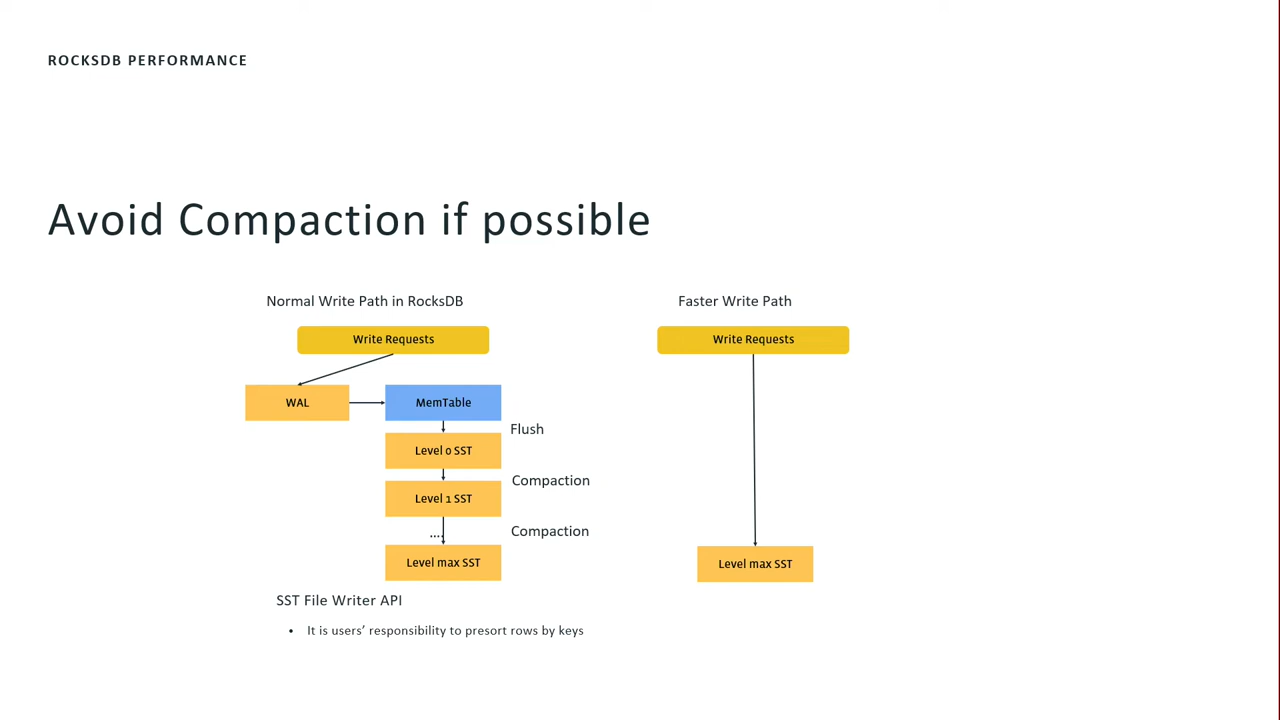 ROCKSDB PERFORMANCE
Avoid Compaction if possible
Normal Write Path in RocksDB
Write Requests
WAL
MemTable
Flush
Level 0 SST
Compaction
Level 1 SST
....
Compaction
Level max SST
Faster Write Path
Write Requests
Level max SST
SST File Writer API
• It is users’ responsibility to presort rows by keys